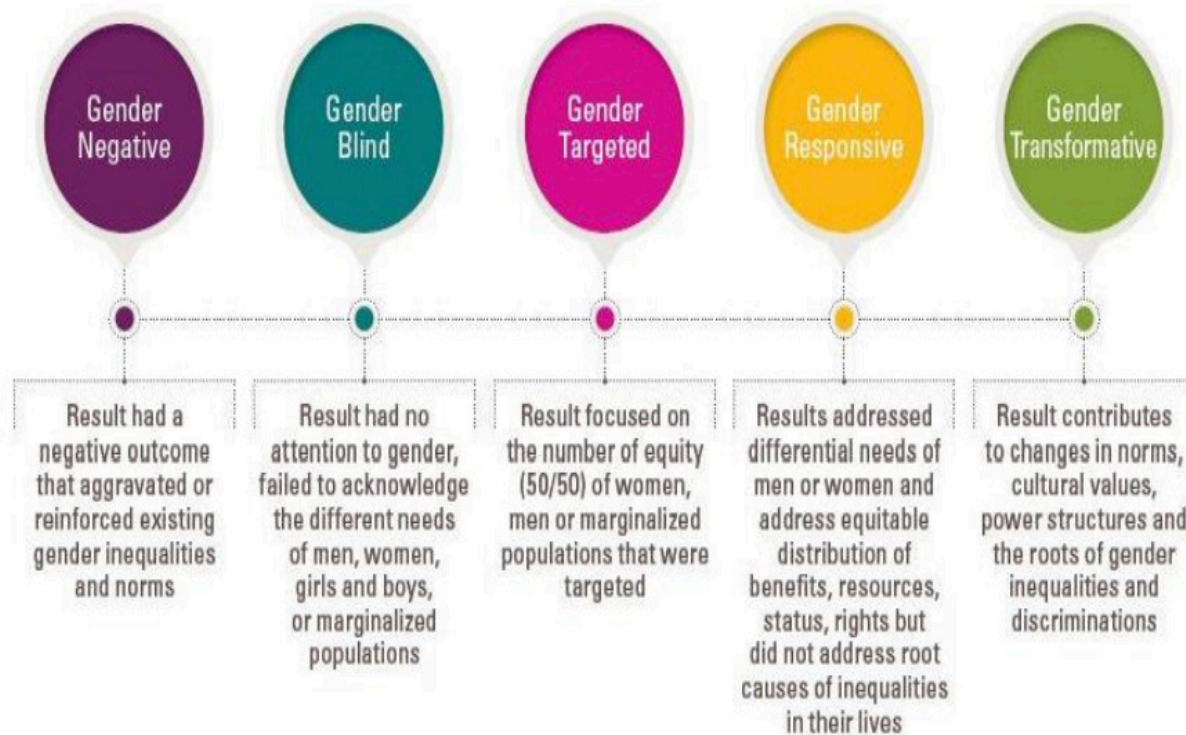 Gender
Negative
Gender
Blind
Gender
Targeted
Gender
Responsive
Gender
Transformative
Result had a
negative outcome
that aggravated or
reinforced existing
gender inequalities
and norms
Result had no
attention to gender,
failed to acknowledge
the different needs
of men, women,
girls and boys,
or marginalized
populations
Result focused on
the number of equity
(50/50) of women,
men or marginalized
populations that were
targeted
Results addressed
differential needs of
men or women and
address equitable
distribution of
benefits, resources,
status, rights but
did not address root
causes of inequalities
in their lives
Result contributes
to changes in norms,
cultural values,
power structures and
the roots of gender
inequalities and
discriminations